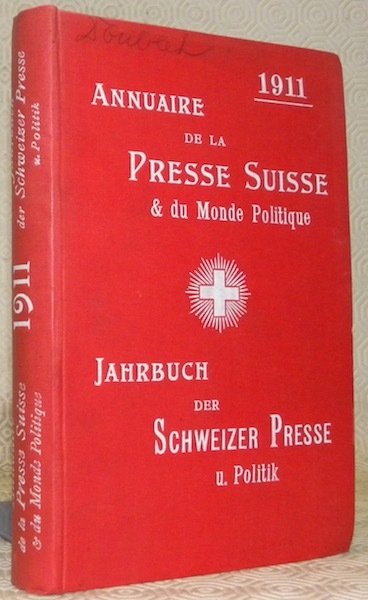 1911
ANNUAIRE
DE LA
PRESSE SUISSE
& du Monde Politique
JAHRBUCH
DER
SCHWEIZER PRESSE
u. Politik
de la Presse Suisse
& du Monde Politique
1911
der Schweizer Presse
u. Politik